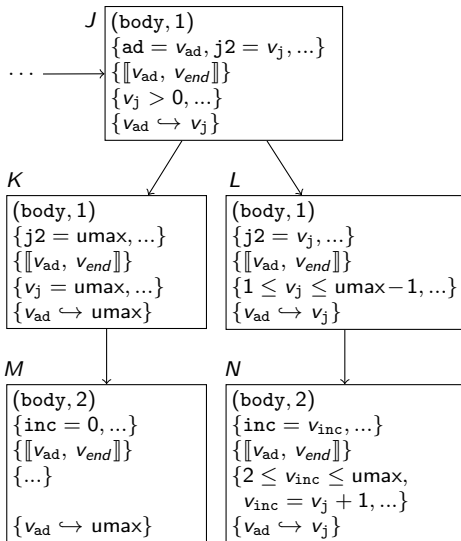 J
(body, 1)
{ad = v_ad, j2 = v_j, ...}
{⟦v_ad, v_end⟧}
{v_j > 0, ...}
{v_ad ↪ v_j}
...
K
(body, 1)
{j2 = umax, ...}
{⟦v_ad, v_end⟧}
{v_j = umax, ...}
{v_ad ↪ umax}
L
(body, 1)
{j2 = v_j, ...}
{⟦v_ad, v_end⟧}
{1 ≤ v_j ≤ umax−1, ...}
{v_ad ↪ v_j}
M
(body, 2)
{inc = 0, ...}
{⟦v_ad, v_end⟧}
{...}
{v_ad ↪ umax}
N
(body, 2)
{inc = v_inc, ...}
{⟦v_ad, v_end⟧}
{2 ≤ v_inc ≤ umax,
v_inc = v_j + 1, ...}
{v_ad ↪ v_j}